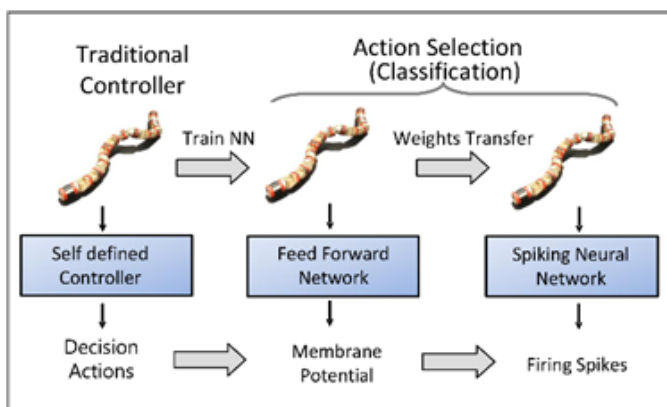 Traditional
Controller
Action Selection
(Classification)
Train NN
Weights Transfer
Self defined
Controller
Feed Forward
Network
Spiking Neural
Network
Decision
Actions
Membrane
Potential
Firing Spikes